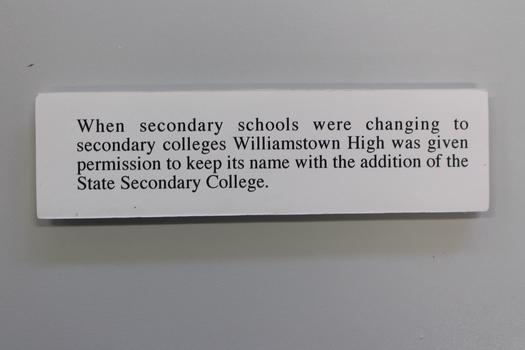 When secondary schools were changing to
secondary colleges Williamstown High was given
permission to keep its name with the addition of the
State Secondary College.